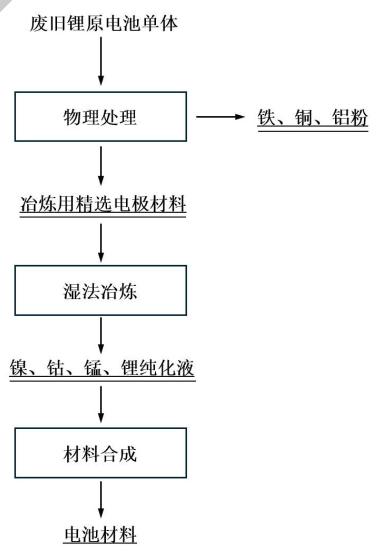 废旧锂原电池单体
物理处理
铁、铜、铝粉
冶炼用精选电极材料
湿法冶炼
镍、钴、锰、锂纯化液
材料合成
电池材料